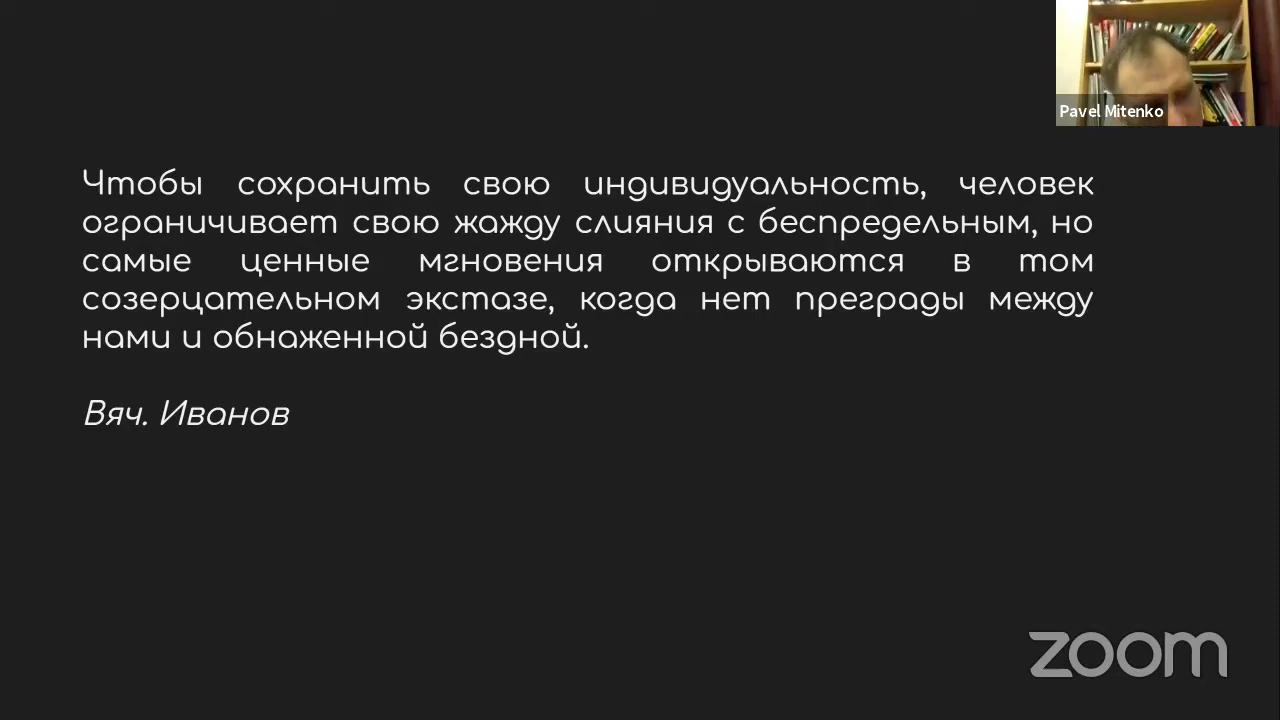 Pavel Mitenko
Чтобы сохранить свою индивидуальность, человек
ограничивает свою жажду слияния с беспредельным, но
самые ценные мгновения открываются в том
созерцательном экстазе, когда нет преграды между
нами и обнаженной бездной.
Вяч. Иванов
zoom